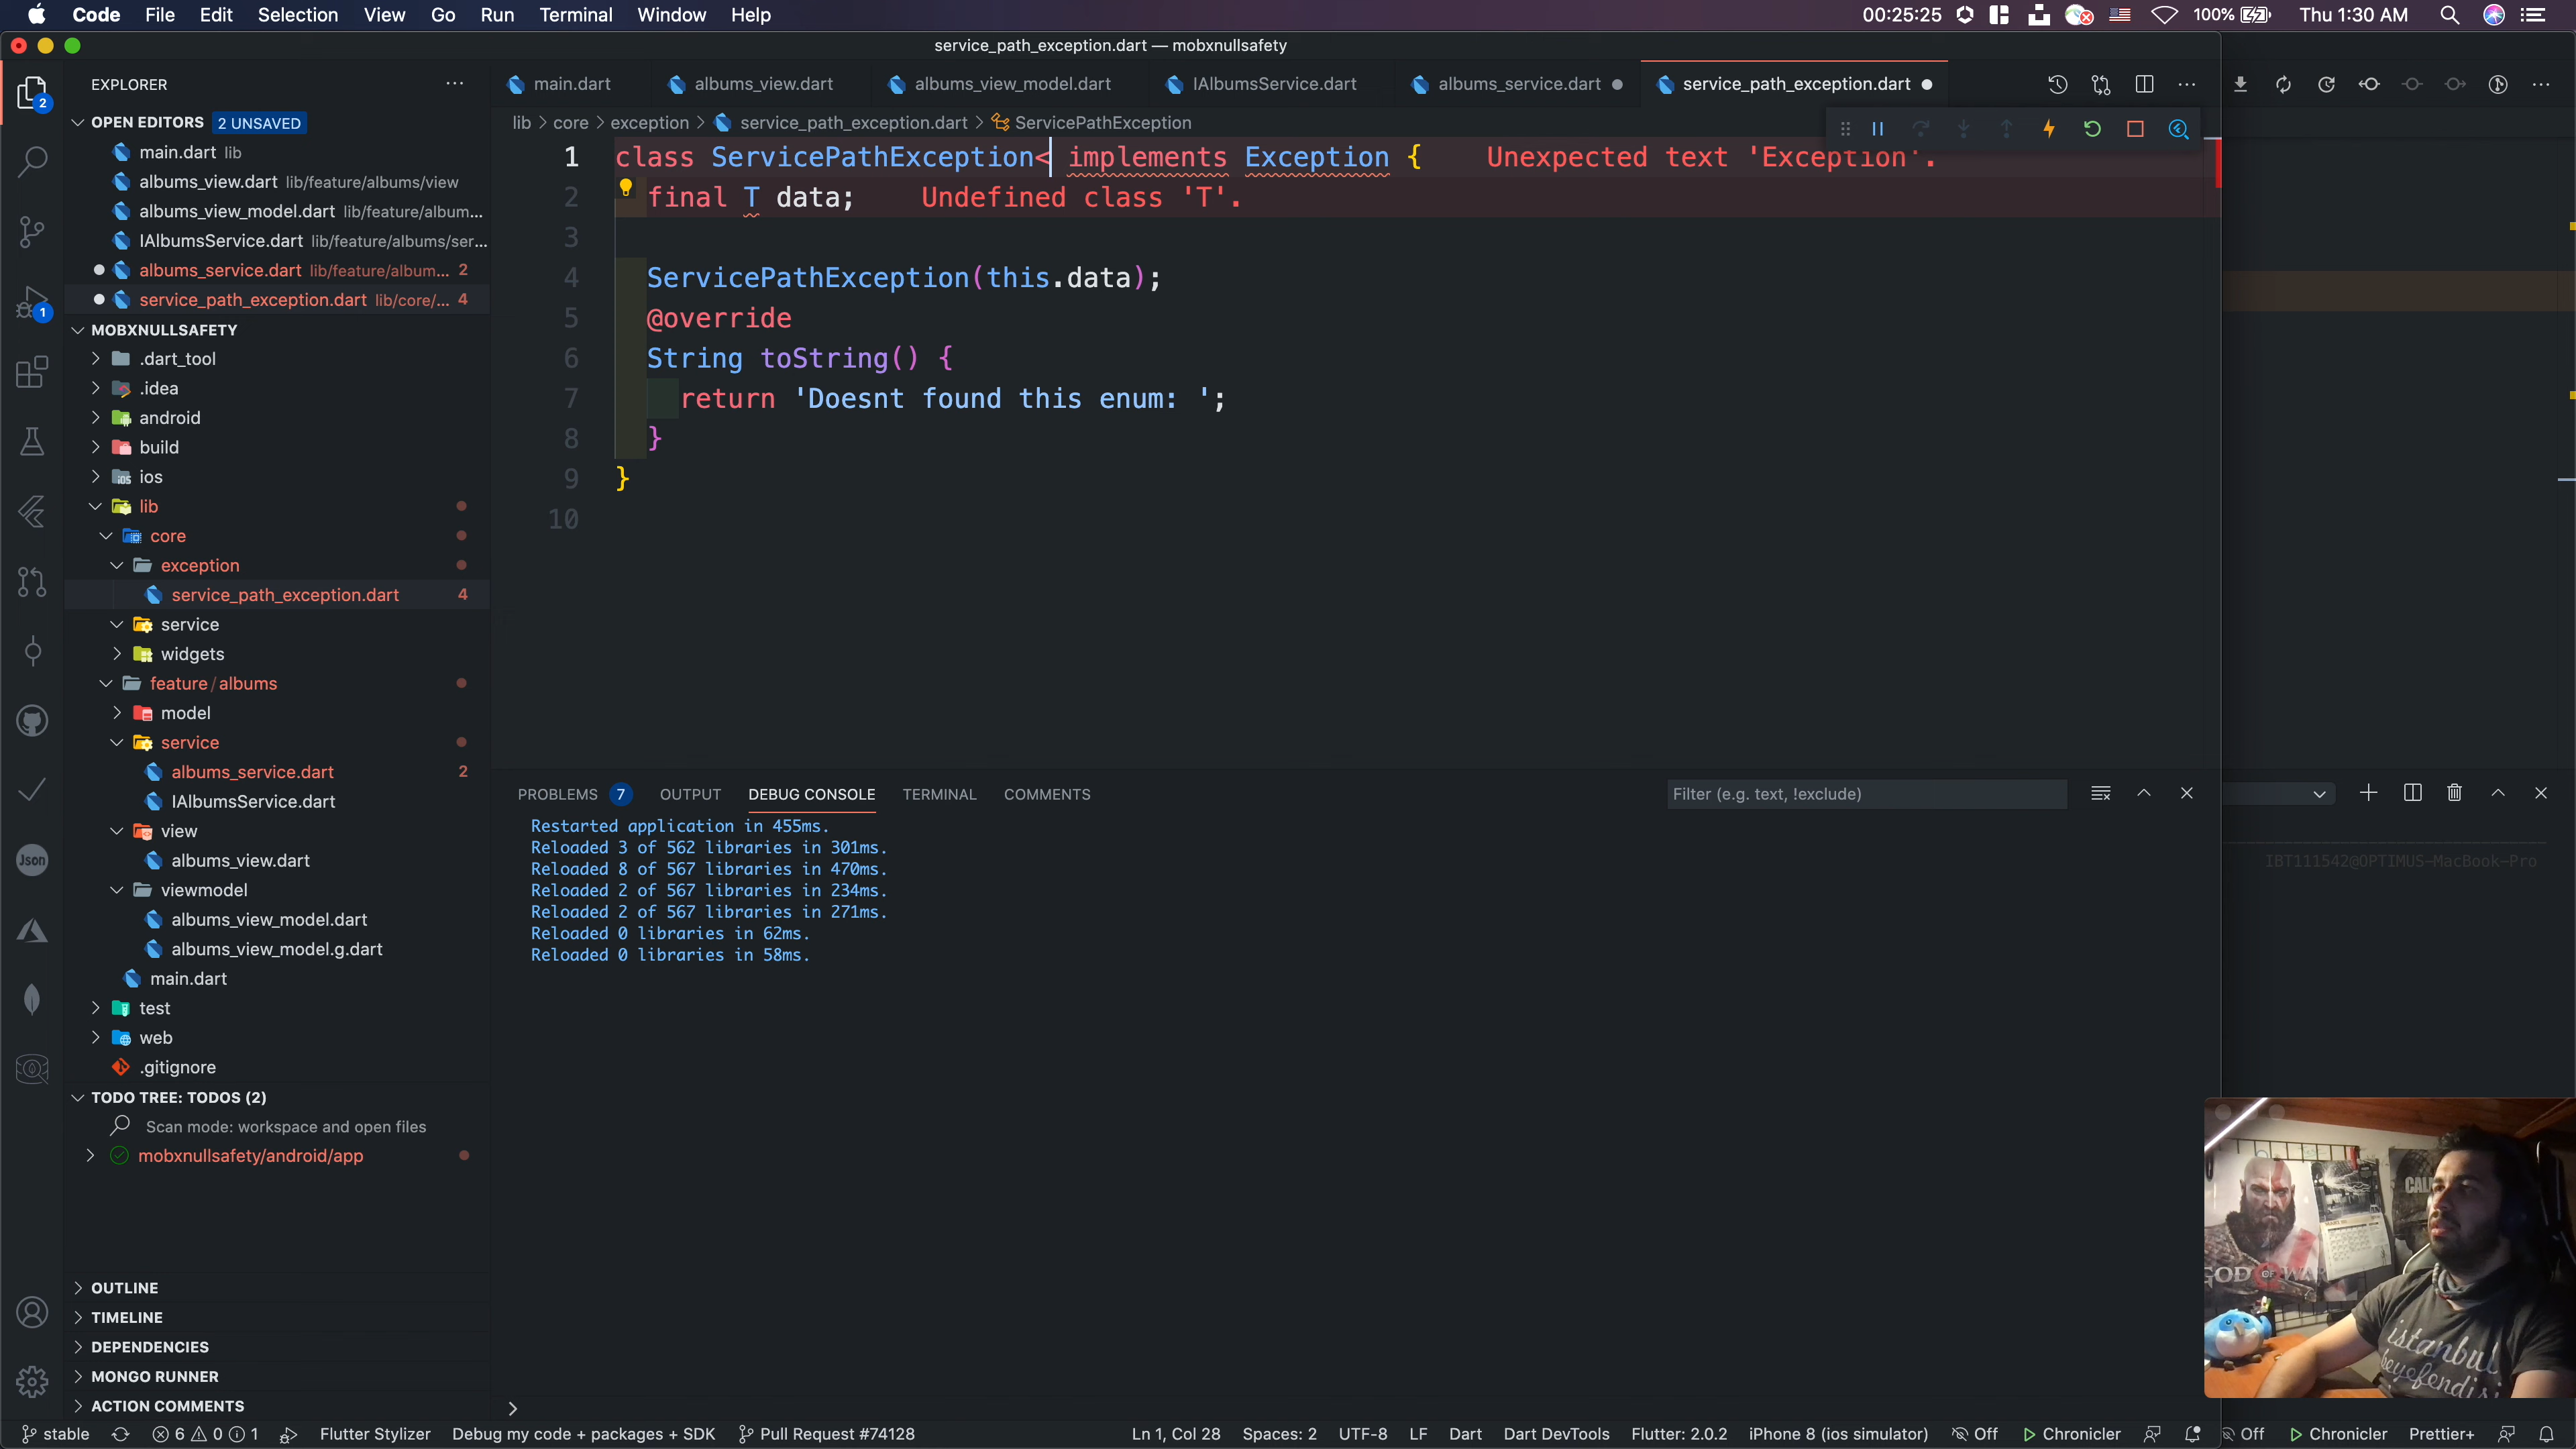 Code File Edit Selection View Go Run Terminal Window Help
00:25:25 100% Thu 1:30 AM
service_path_exception.dart — mobxnullsafety
EXPLORER
main.dart albums_view.dart albums_view_model.dart IAlbumsService.dart albums_service.dart service_path_exception.dart
lib > core > exception > service_path_exception.dart > ServicePathException
OPEN EDITORS 2 UNSAVED
main.dart lib
albums_view.dart lib/feature/albums/view
albums_view_model.dart lib/feature/album...
IAlbumsService.dart lib/feature/albums/ser...
albums_service.dart lib/feature/album... 2
service_path_exception.dart lib/core/... 4
MOBXNULLSAFETY
.dart_tool
.idea
android
build
ios
lib
core
exception
service_path_exception.dart 4
service
widgets
feature/albums
model
service
albums_service.dart 2
IAlbumsService.dart
view
albums_view.dart
viewmodel
albums_view_model.dart
albums_view_model.g.dart
main.dart
test
web
.gitignore
TODO TREE: TODOS (2)
Scan mode: workspace and open files
mobxnullsafety/android/app
OUTLINE
TIMELINE
DEPENDENCIES
MONGO RUNNER
ACTION COMMENTS
2
1
Json
1 class ServicePathException< implements Exception { Unexpected text 'Exception'.
2 final T data; Undefined class 'T'.
3
4 ServicePathException(this.data);
5 @override
6 String toString() {
7 return 'Doesnt found this enum: ';
8 }
9 }
10
PROBLEMS 7 OUTPUT DEBUG CONSOLE TERMINAL COMMENTS
Filter (e.g. text, !exclude)
Restarted application in 455ms.
Reloaded 3 of 562 libraries in 301ms.
Reloaded 8 of 567 libraries in 470ms.
Reloaded 2 of 567 libraries in 234ms.
Reloaded 2 of 567 libraries in 271ms.
Reloaded 0 libraries in 62ms.
Reloaded 0 libraries in 58ms.
IBT111542@OPTIMUS-MacBook-Pro
GOD OF WAR
CALL
istanbul
beyefendisi
stable 6 0 1 Flutter Stylizer Debug my code + packages + SDK Pull Request #74128 Ln 1, Col 28 Spaces: 2 UTF-8 LF Dart Dart DevTools Flutter: 2.0.2 iPhone 8 (ios simulator) Off Chronicler
Off Chronicler Prettier+